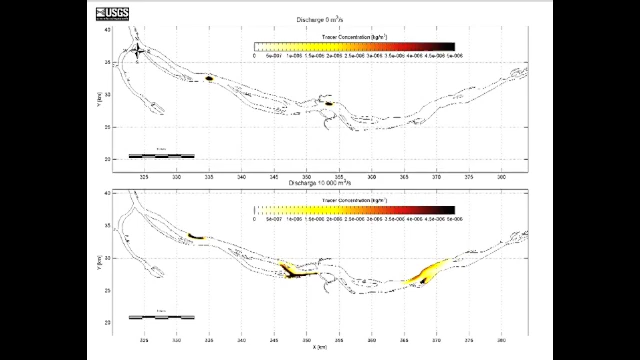 USGS
Discharge 0 m³/s
Tracer Concentration [kg/m³]
0 5e-007 1e-006 1.5e-006 2e-006 2.5e-006 3e-006 3.5e-006 4e-006 4.5e-006 5e-006
40
35
30
25
20
Y [km]
325 330 335 340 345 350 355 360 365 370 375 380
Discharge 10 000 m³/s
Tracer Concentration [kg/m³]
0 5e-007 1e-006 1.5e-006 2e-006 2.5e-006 3e-006 3.5e-006 4e-006 4.5e-006 5e-006
40
35
30
25
20
Y [km]
325 330 335 340 345 350 355 360 365 370 375 380
X [km]